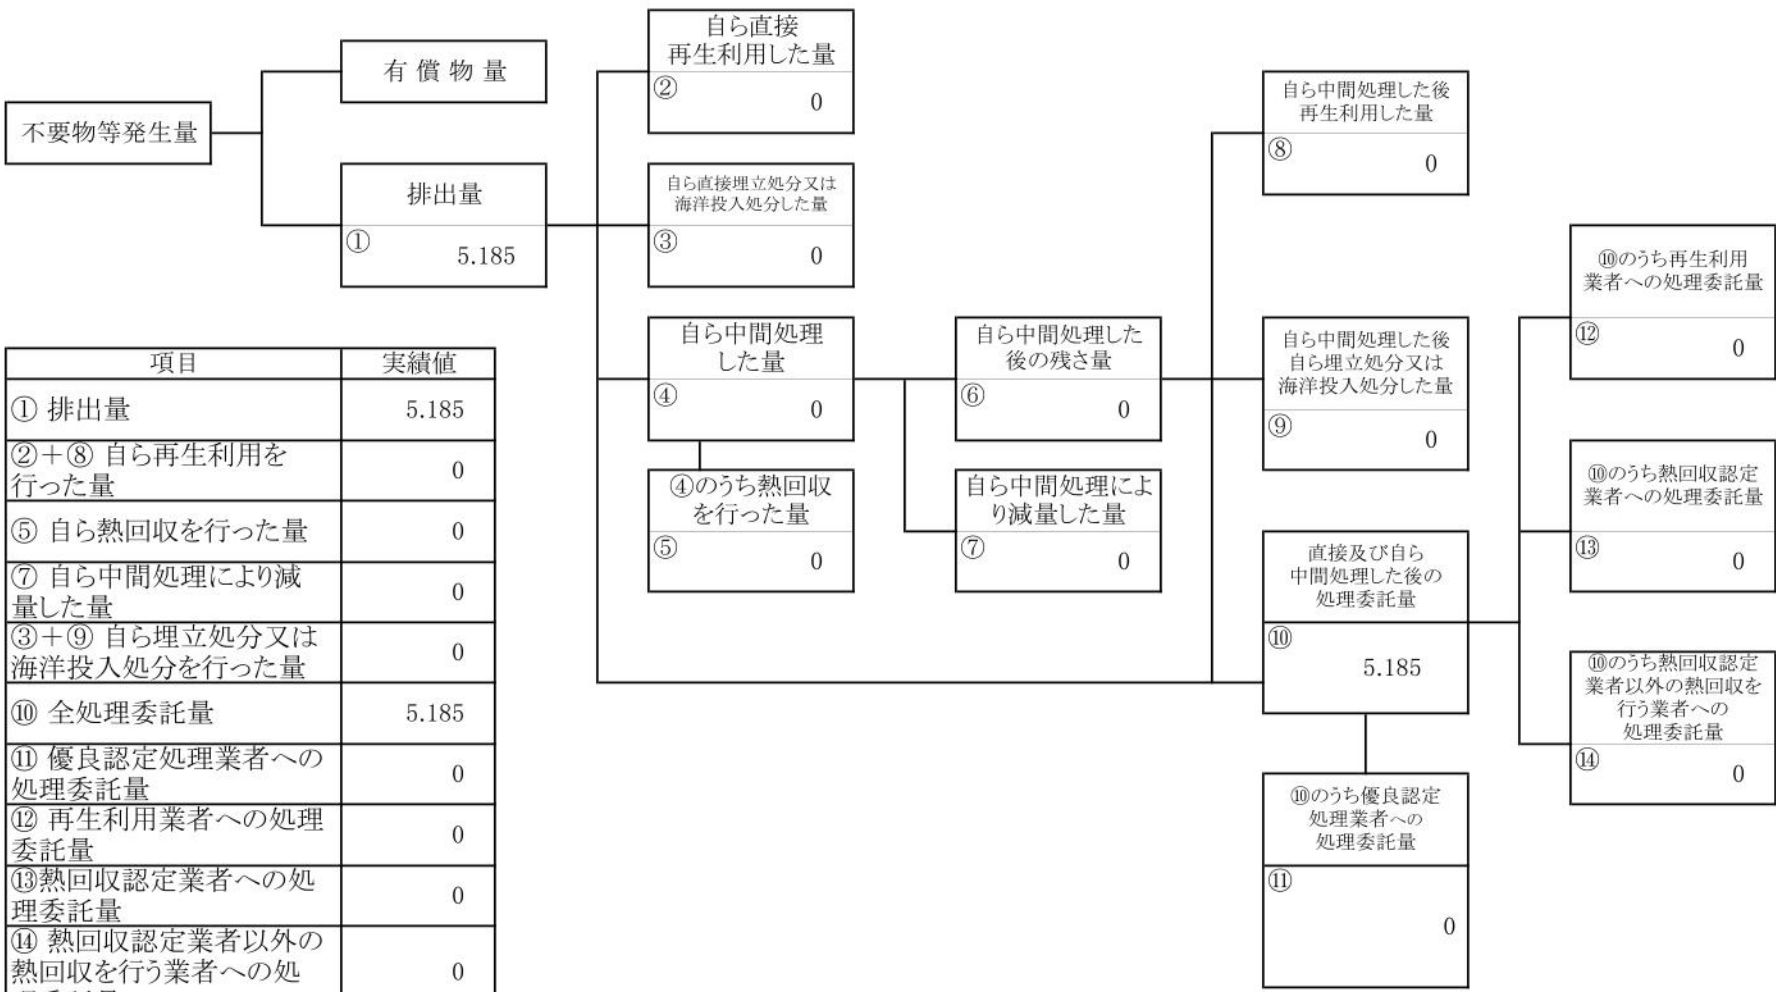 不要物等発生量
有 償 物 量
排出量
①
5.185
自ら直接
再生利用した量
②
0
自ら直接埋立処分又は
海洋投入処分した量
③
0
自ら中間処理
した量
④
0
④のうち熱回収
を行った量
⑤
0
自ら中間処理した
後の残さ量
⑥
0
自ら中間処理によ
り減量した量
⑦
0
自ら中間処理した後
再生利用した量
⑧
0
自ら中間処理した後
自ら埋立処分又は
海洋投入処分した量
⑨
0
直接及び自ら
中間処理した後の
処理委託量
⑩
5.185
⑩のうち優良認定
処理業者への
処理委託量
⑪
0
⑩のうち再生利用
業者への処理委託量
⑫
0
⑩のうち熱回収認定
業者への処理委託量
⑬
0
⑩のうち熱回収認定
業者以外の熱回収を
行う業者への
処理委託量
⑭
0
項目 実績値
① 排出量 5.185
②＋⑧ 自ら再生利用を
行った量 0
⑤ 自ら熱回収を行った量 0
⑦ 自ら中間処理により減
量した量 0
③＋⑨ 自ら埋立処分又は
海洋投入処分を行った量 0
⑩ 全処理委託量 5.185
⑪ 優良認定処理業者への
処理委託量 0
⑫ 再生利用業者への処理
委託量 0
⑬熱回収認定業者への処
理委託量 0
⑭ 熱回収認定業者以外の
熱回収を行う業者への処 0